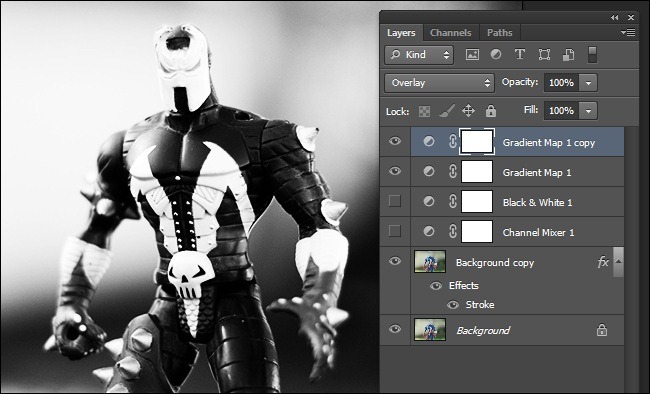 Layers Channels Paths
Kind T
Overlay Opacity: 100%
Lock: Fill: 100%
Gradient Map 1 copy
Gradient Map 1
Black & White 1
Channel Mixer 1
Background copy fx
Effects
Stroke
Background